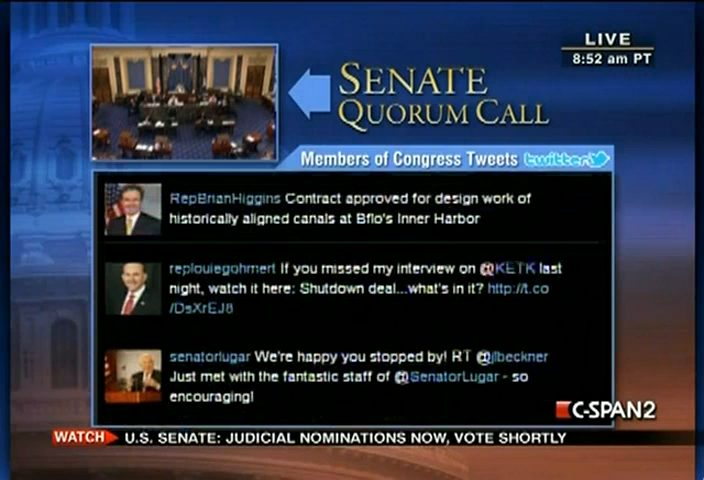 LIVE
8:52 am PT
SENATE
QUORUM CALL
Members of Congress Tweets twitter
RepBrianHiggins Contract approved for design work of
historically aligned canals at Bflo's Inner Harbor
replouiegohmert If you missed my interview on @KETK last
night, watch it here: Shutdown deal...what's in it? http://t.co
/DsXrEJ8
senatorlugar We're happy you stopped by! RT @jlbeckner
Just met with the fantastic staff of @SenatorLugar - so
encouraging!
C-SPAN2
WATCH U.S. SENATE: JUDICIAL NOMINATIONS NOW, VOTE SHORTLY